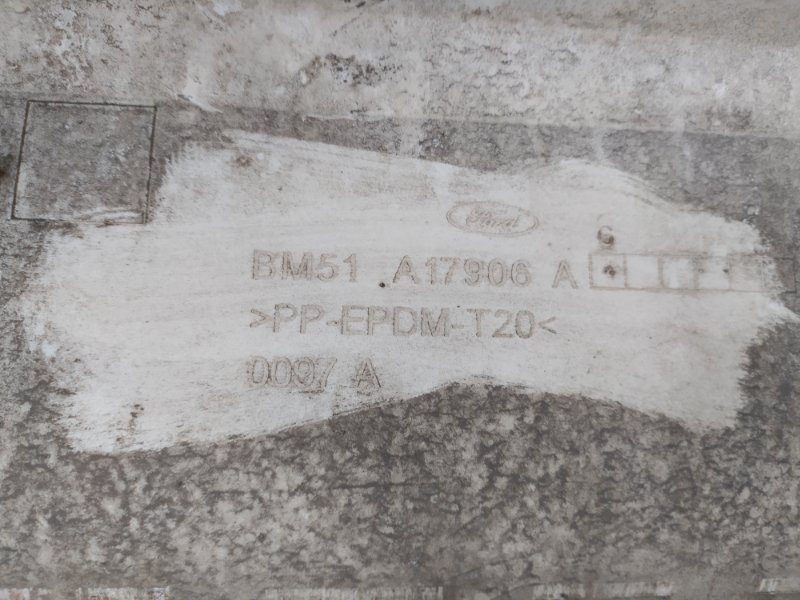 Ford
BM51 A17906 A
>PP-EPDM-T20<
0097 A